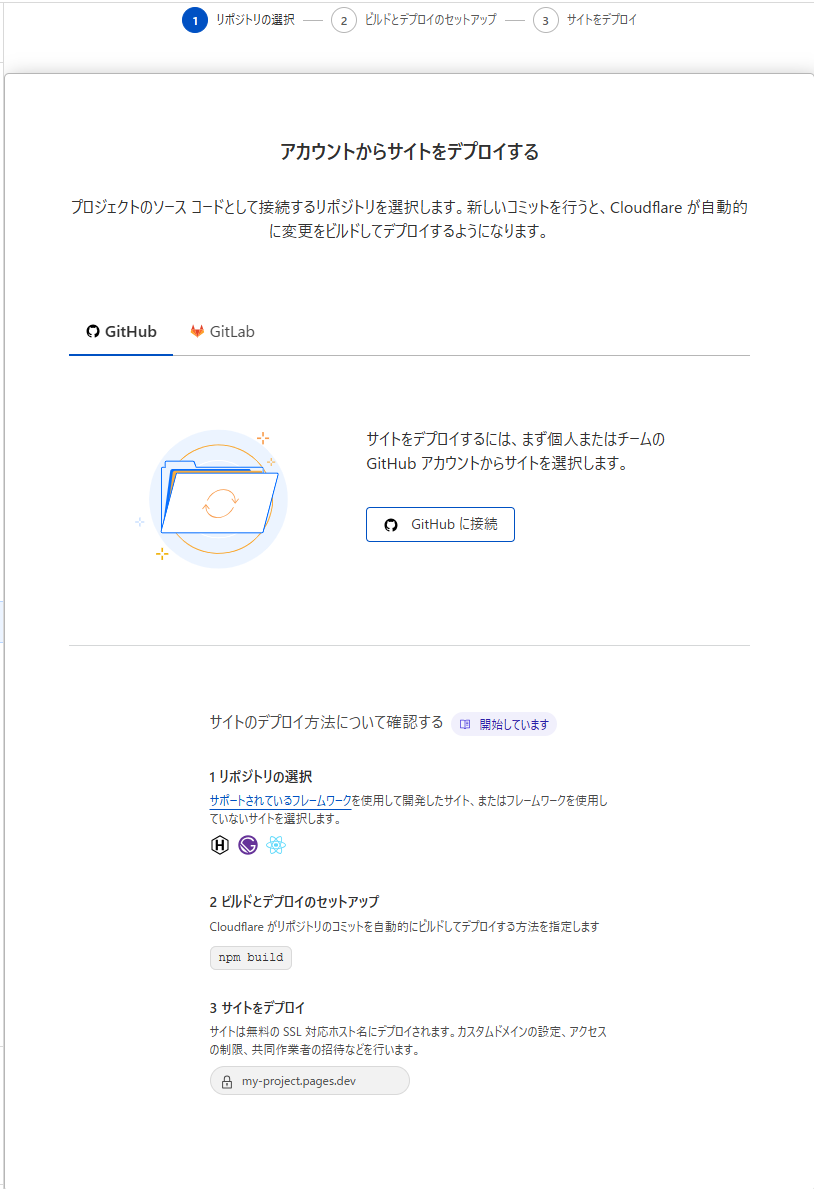 1 リポジトリの選択 2 ビルドとデプロイのセットアップ 3 サイトをデプロイ
アカウントからサイトをデプロイする
プロジェクトのソース コードとして接続するリポジトリを選択します。新しいコミットを行うと、Cloudflare が自動的
に変更をビルドしてデプロイするようになります。
GitHub GitLab
サイトをデプロイするには、まず個人またはチームの
GitHub アカウントからサイトを選択します。
GitHub に接続
サイトのデプロイ方法について確認する 開始しています
1 リポジトリの選択
サポートされているフレームワークを使用して開発したサイト、またはフレームワークを使用し
ていないサイトを選択します。
2 ビルドとデプロイのセットアップ
Cloudflare がリポジトリのコミットを自動的にビルドしてデプロイする方法を指定します
npm build
3 サイトをデプロイ
サイトは無料の SSL 対応ホスト名にデプロイされます。カスタムドメインの設定、アクセス
の制限、共同作業者の招待などを行います。
my-project.pages.dev